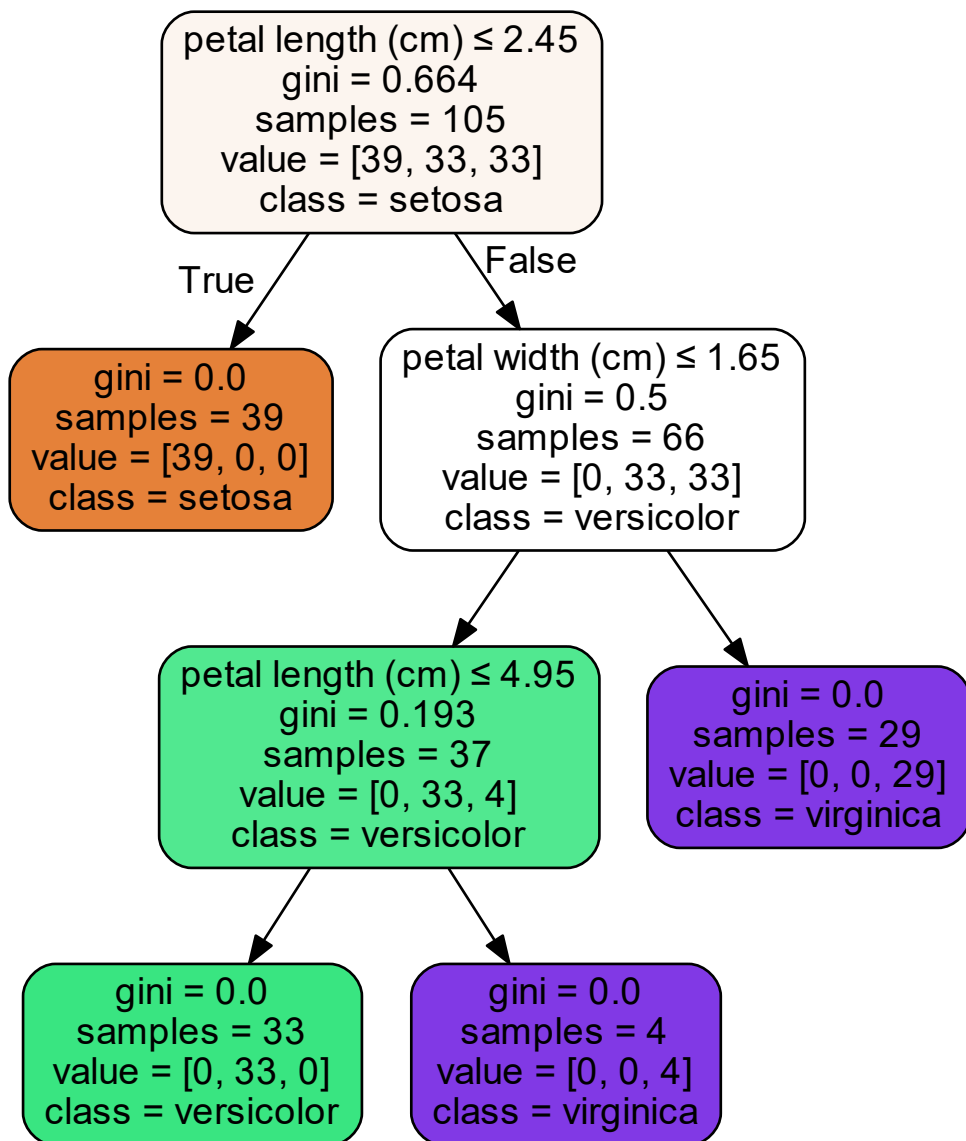 petal length (cm) ≤ 2.45
gini = 0.664
samples = 105
value = [39, 33, 33]
class = setosa
True
False
gini = 0.0
samples = 39
value = [39, 0, 0]
class = setosa
petal width (cm) ≤ 1.65
gini = 0.5
samples = 66
value = [0, 33, 33]
class = versicolor
petal length (cm) ≤ 4.95
gini = 0.193
samples = 37
value = [0, 33, 4]
class = versicolor
gini = 0.0
samples = 29
value = [0, 0, 29]
class = virginica
gini = 0.0
samples = 33
value = [0, 33, 0]
class = versicolor
gini = 0.0
samples = 4
value = [0, 0, 4]
class = virginica